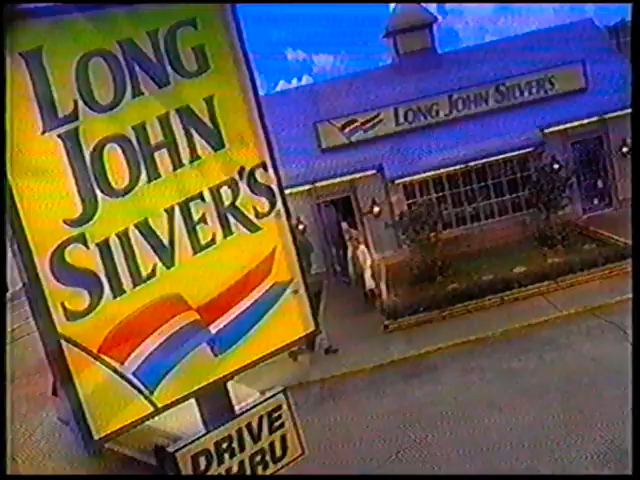 LONG
JOHN
SILVER'S
LONG JOHN SILVER'S
DRIVE
THRU